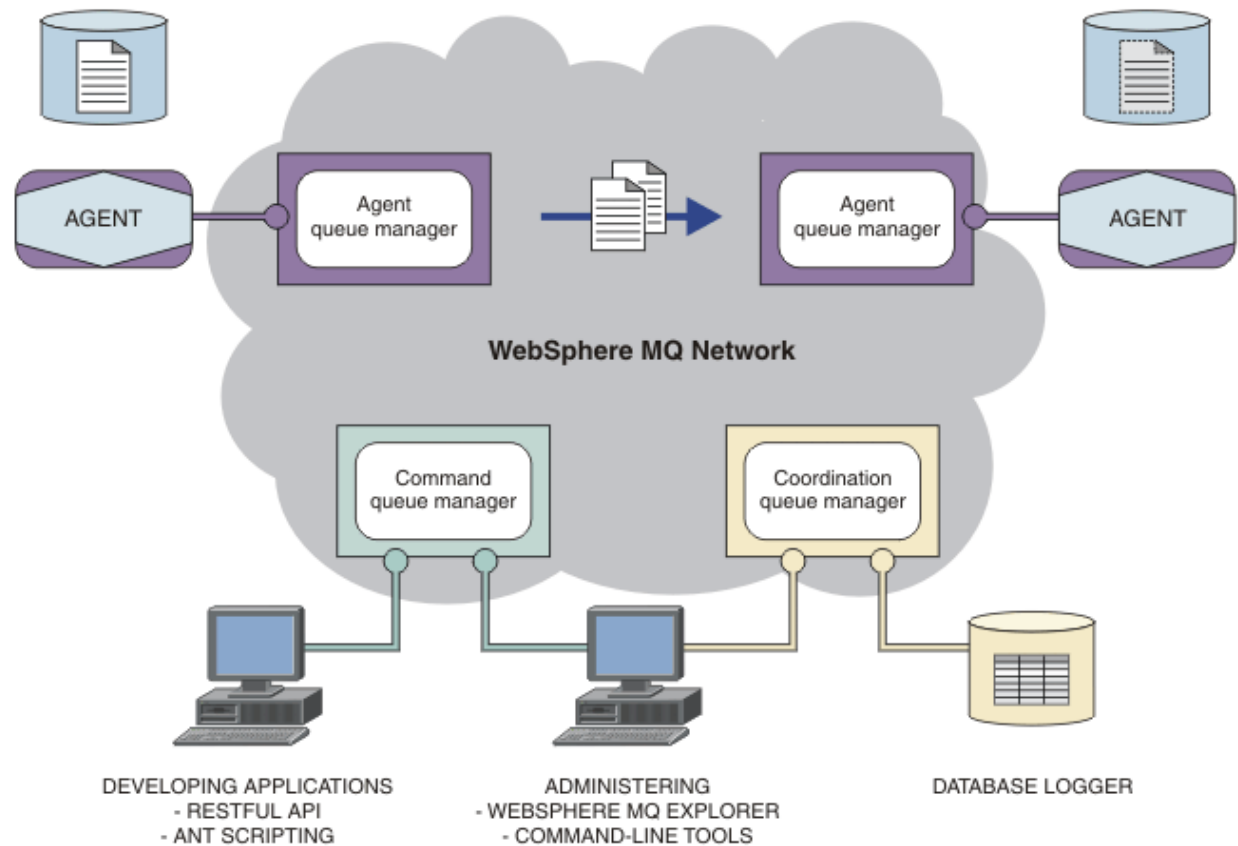 AGENT
Agent
queue manager
Agent
queue manager
AGENT
WebSphere MQ Network
Command
queue manager
Coordination
queue manager
DEVELOPING APPLICATIONS
- RESTFUL API
- ANT SCRIPTING
ADMINISTERING
- WEBSPHERE MQ EXPLORER
- COMMAND-LINE TOOLS
DATABASE LOGGER